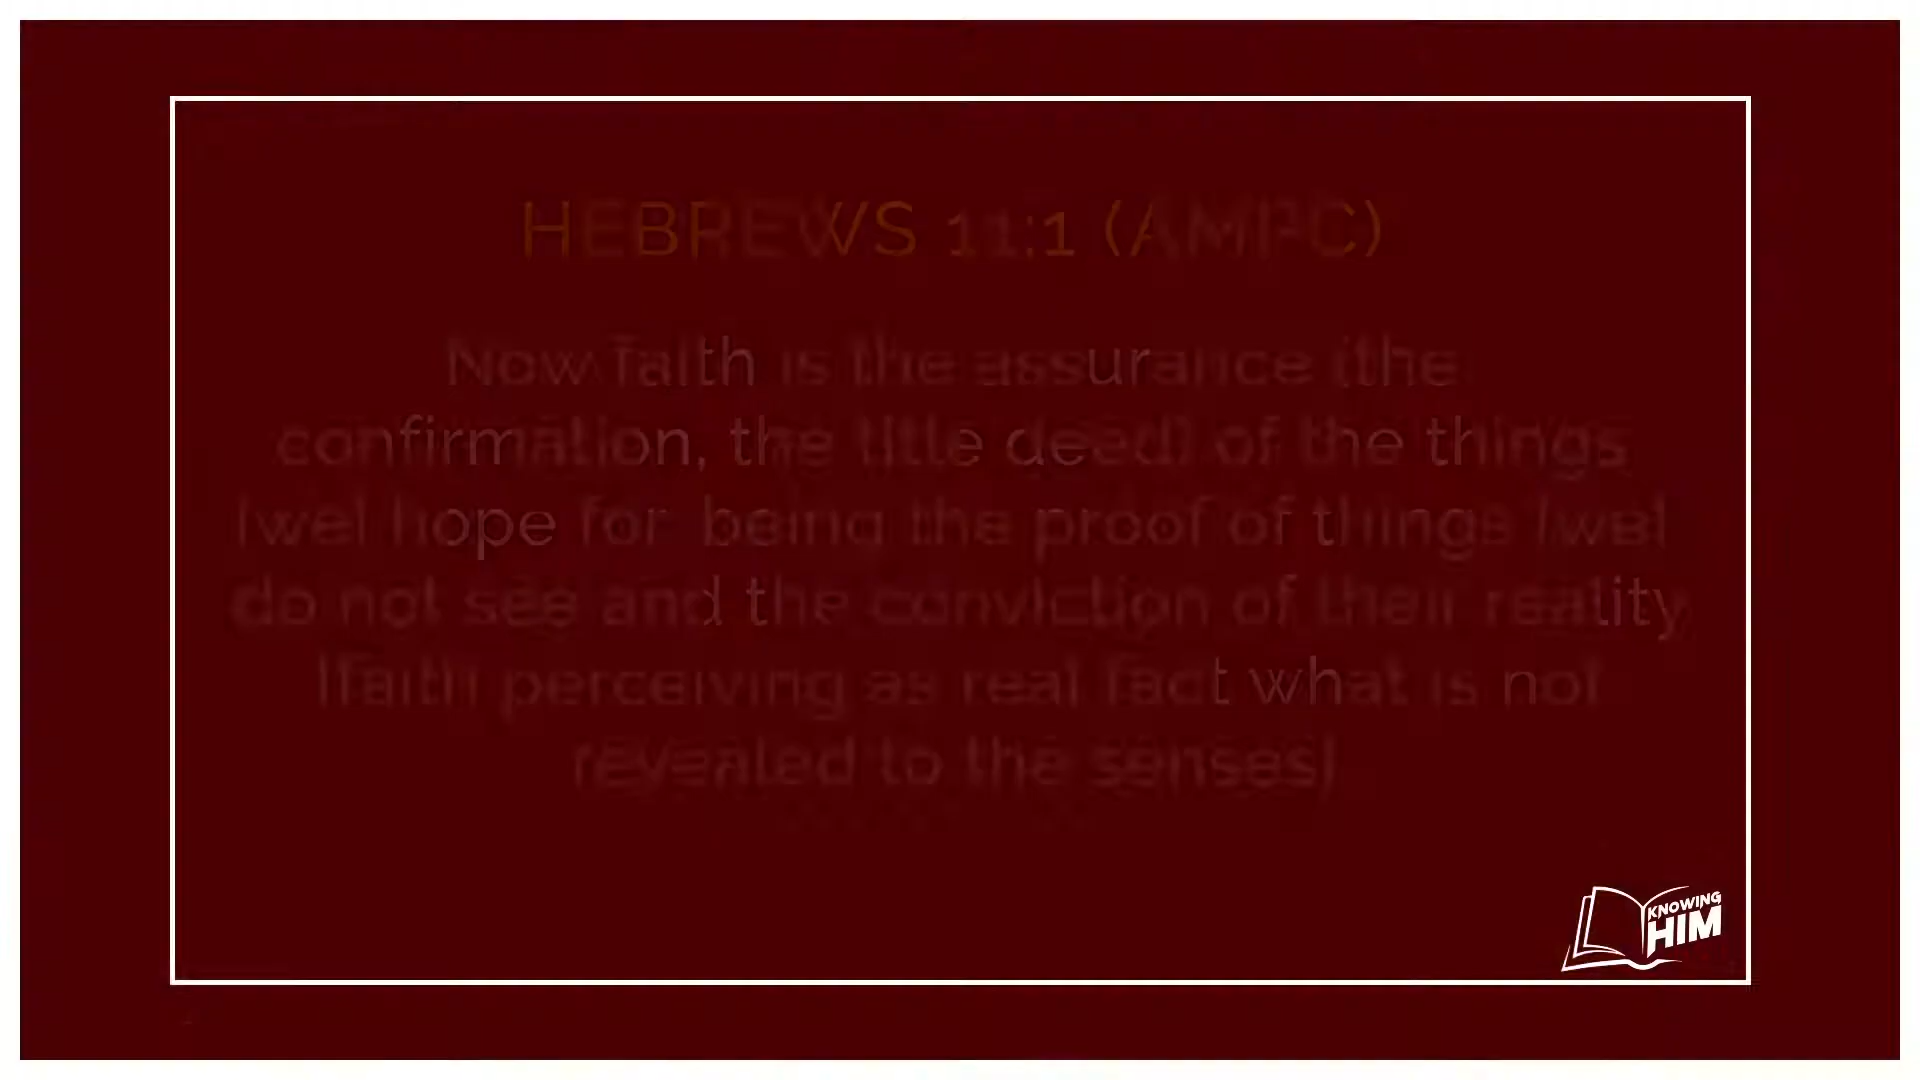 HEBREWS 11:1 (AMPC)
Now faith is the assurance (the
confirmation, the title deed) of the things
[we] hope for being the proof of things [we]
do not see and the conviction of their reality
[faith perceiving as real fact what is not
revealed to the senses]
KNOWING
HIM